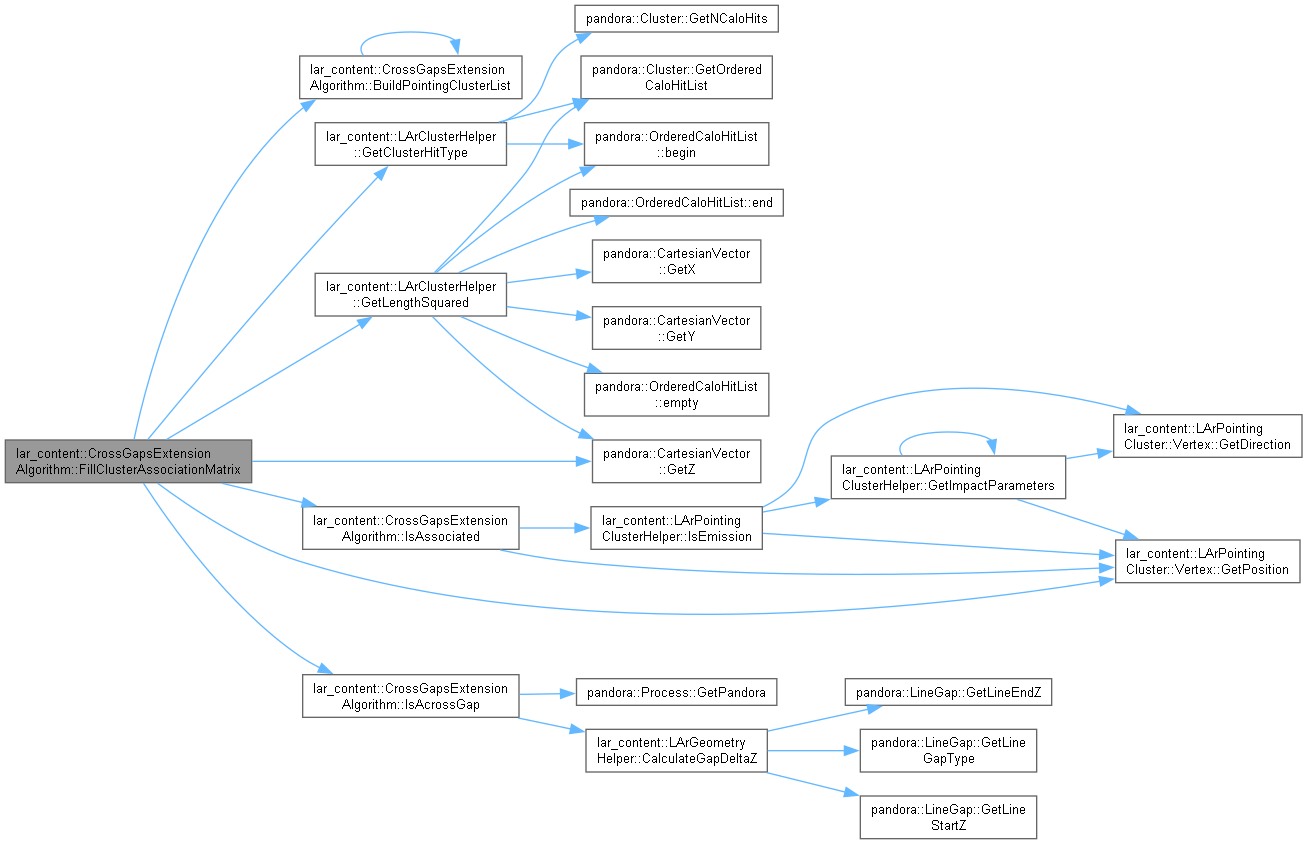 lar_content::CrossGapsExtension
Algorithm::FillClusterAssociationMatrix
lar_content::CrossGapsExtension
Algorithm::BuildPointingClusterList
lar_content::LArClusterHelper
::GetClusterHitType
lar_content::LArClusterHelper
::GetLengthSquared
lar_content::CrossGapsExtension
Algorithm::IsAssociated
lar_content::CrossGapsExtension
Algorithm::IsAcrossGap
pandora::Cluster::GetNCaloHits
pandora::Cluster::GetOrdered
CaloHitList
pandora::OrderedCaloHitList
::begin
pandora::OrderedCaloHitList::end
pandora::CartesianVector
::GetX
pandora::CartesianVector
::GetY
pandora::OrderedCaloHitList
::empty
pandora::CartesianVector
::GetZ
lar_content::LArPointing
ClusterHelper::IsEmission
pandora::Process::GetPandora
lar_content::LArGeometry
Helper::CalculateGapDeltaZ
lar_content::LArPointing
ClusterHelper::GetImpactParameters
pandora::LineGap::GetLineEndZ
pandora::LineGap::GetLine
GapType
pandora::LineGap::GetLine
StartZ
lar_content::LArPointing
Cluster::Vertex::GetDirection
lar_content::LArPointing
Cluster::Vertex::GetPosition